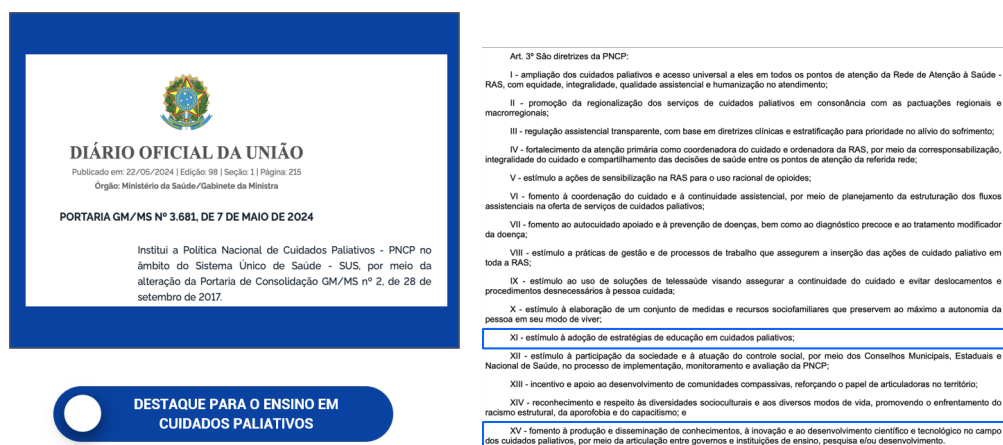 DIÁRIO OFICIAL DA UNIÃO
Publicado em: 22/05/2024 | Edição: 98 | Seção: 1 | Página: 215
Órgão: Ministério da Saúde/Gabinete da Ministra
PORTARIA GM/MS Nº 3.681, DE 7 DE MAIO DE 2024
Institui a Política Nacional de Cuidados Paliativos - PNCP no
âmbito do Sistema Único de Saúde - SUS, por meio da
alteração da Portaria de Consolidação GM/MS nº 2, de 28 de
setembro de 2017.
DESTAQUE PARA O ENSINO EM
CUIDADOS PALIATIVOS
Art. 3º São diretrizes da PNCP:
I - ampliação dos cuidados paliativos e acesso universal a eles em todos os pontos de atenção da Rede de Atenção à Saúde -
RAS, com equidade, integralidade, qualidade assistencial e humanização no atendimento;
II - promoção da regionalização dos serviços de cuidados paliativos em consonância com as pactuações regionais e
macrorregionais;
III - regulação assistencial transparente, com base em diretrizes clínicas e estratificação para prioridade no alívio do sofrimento;
IV - fortalecimento da atenção primária como coordenadora do cuidado e ordenadora da RAS, por meio da corresponsabilização,
integralidade do cuidado e compartilhamento das decisões de saúde entre os pontos de atenção da referida rede;
V - estímulo a ações de sensibilização na RAS para o uso racional de opioides;
VI - fomento à coordenação do cuidado e à continuidade assistencial, por meio de planejamento da estruturação dos fluxos
assistenciais na oferta de serviços de cuidados paliativos;
VII - fomento ao autocuidado apoiado e à prevenção de doenças, bem como ao diagnóstico precoce e ao tratamento modificador
da doença;
VIII - estímulo a práticas de gestão e de processos de trabalho que assegurem a inserção das ações de cuidado paliativo em
toda a RAS;
IX - estímulo ao uso de soluções de telessaúde visando assegurar a continuidade do cuidado e evitar deslocamentos e
procedimentos desnecessários à pessoa cuidada;
X - estímulo à elaboração de um conjunto de medidas e recursos sociofamiliares que preservem ao máximo a autonomia da
pessoa em seu modo de viver;
XI - estímulo à adoção de estratégias de educação em cuidados paliativos;
XII - estímulo à participação da sociedade e à atuação do controle social, por meio dos Conselhos Municipais, Estaduais e
Nacional de Saúde, no processo de implementação, monitoramento e avaliação da PNCP;
XIII - incentivo e apoio ao desenvolvimento de comunidades compassivas, reforçando o papel de articuladoras no território;
XIV - reconhecimento e respeito às diversidades socioculturais e aos diversos modos de vida, promovendo o enfrentamento do
racismo estrutural, da aporofobia e do capacitismo; e
XV - fomento à produção e disseminação de conhecimentos, à inovação e ao desenvolvimento científico e tecnológico no campo
dos cuidados paliativos, por meio da articulação entre governos e instituições de ensino, pesquisa e/ou desenvolvimento.